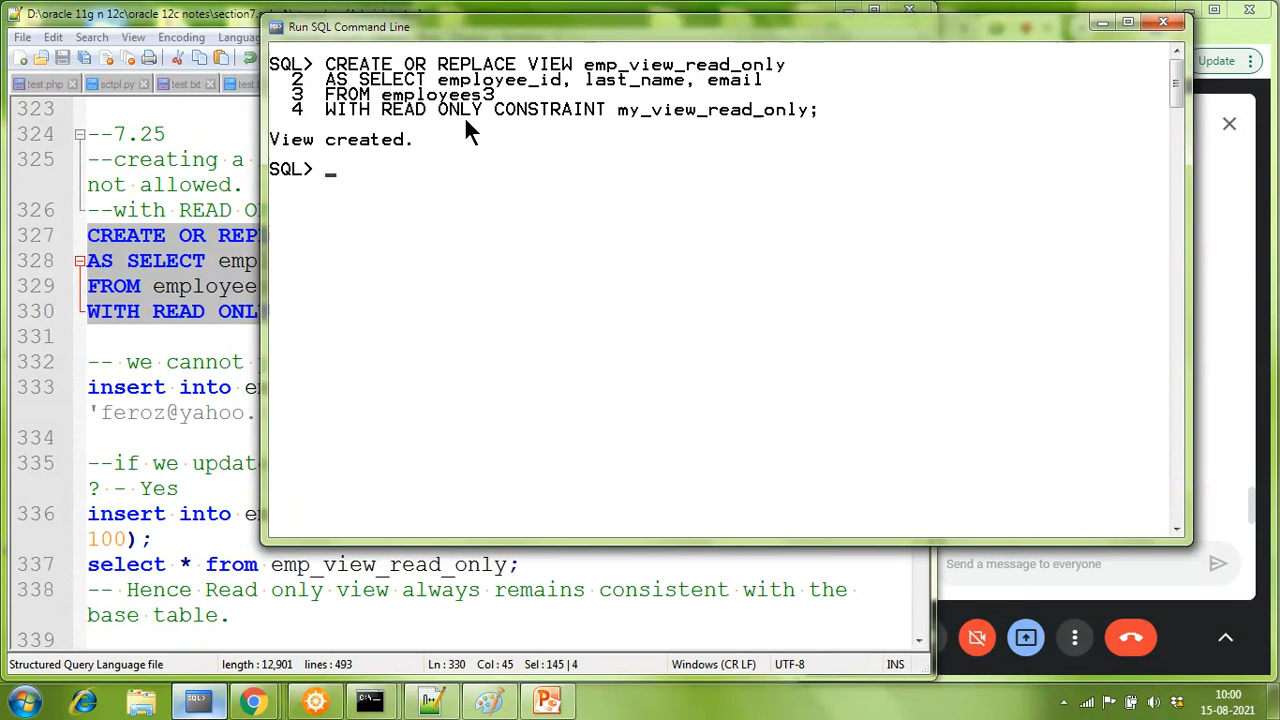 D:\oracle 11g n 12c\oracle 12c notes\section7.s
File Edit Search View Encoding Langua
test.php sctpl.py test.txt
Run SQL Command Line
SQL> CREATE OR REPLACE VIEW emp_view_read_only
2 AS SELECT employee_id, last_name, email
3 FROM employees3
4 WITH READ ONLY CONSTRAINT my_view_read_only;
View created.
SQL> _
323
324 --7.25
325 --creating a
not allowed.
326 --with READ O
327 CREATE OR REP
328 AS SELECT emp
329 FROM employee
330 WITH READ ONL
331
332 -- we cannot
333 insert into e
'feroz@yahoo.
334
335 --if we updat
? - Yes
336 insert into e
100);
337 select * from emp_view_read_only;
338 -- Hence Read only view always remains consistent with the
base table.
339
Structured Query Language file length : 12,901 lines : 493 Ln : 330 Col : 45 Sel : 145 | 4 Windows (CR LF) UTF-8 INS
Update
Send a message to everyone
10:00
15-08-2021